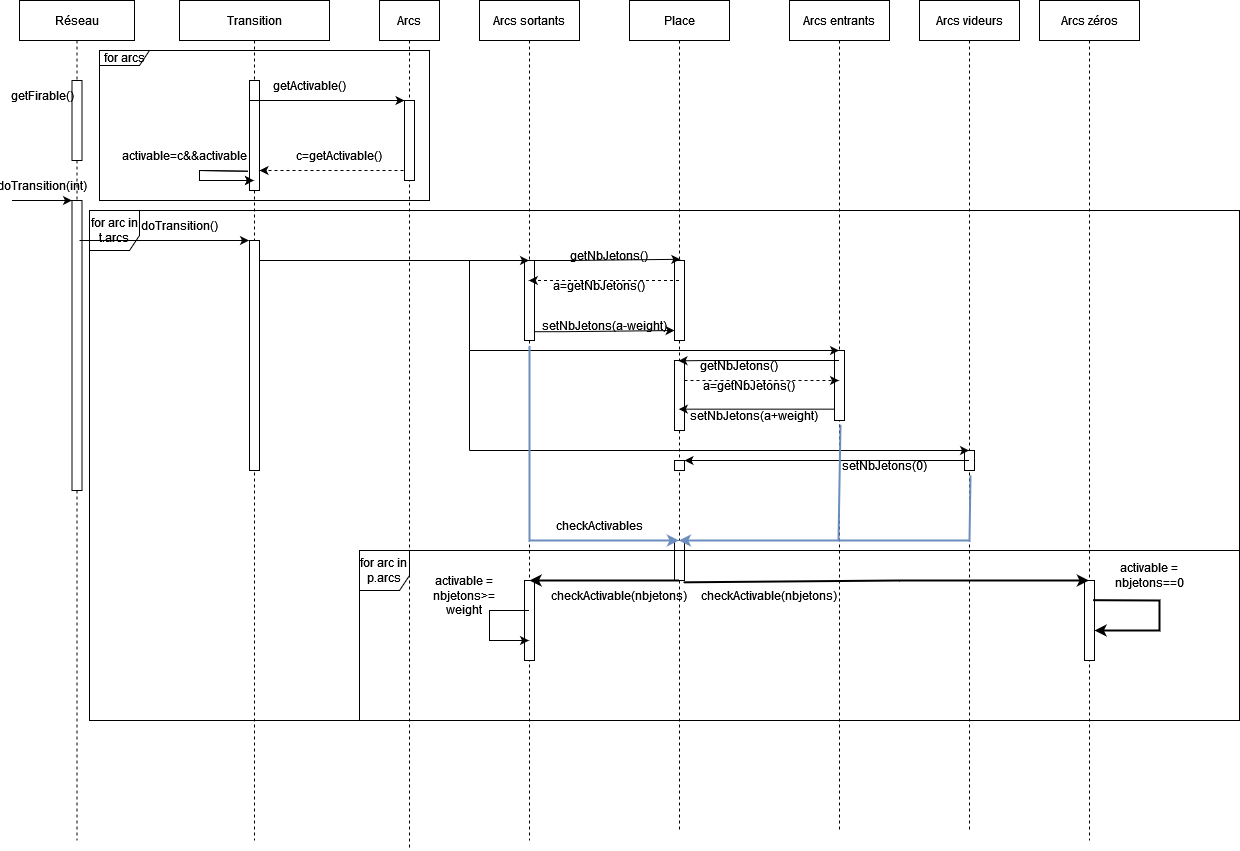 Réseau
Transition
Arcs
Arcs sortants
Place
Arcs entrants
Arcs videurs
Arcs zéros
for arcs
getActivable()
getFirable()
activable=c&&activable
c=getActivable()
doTransition(int)
for arc in
t.arcs
doTransition()
getNbJetons()
a=getNbJetons()
setNbJetons(a-weight)
getNbJetons()
a=getNbJetons()
setNbJetons(a+weight)
setNbJetons(0)
checkActivables
for arc in
p.arcs
activable =
nbjetons>=
weight
checkActivable(nbjetons)
checkActivable(nbjetons)
activable =
nbjetons==0